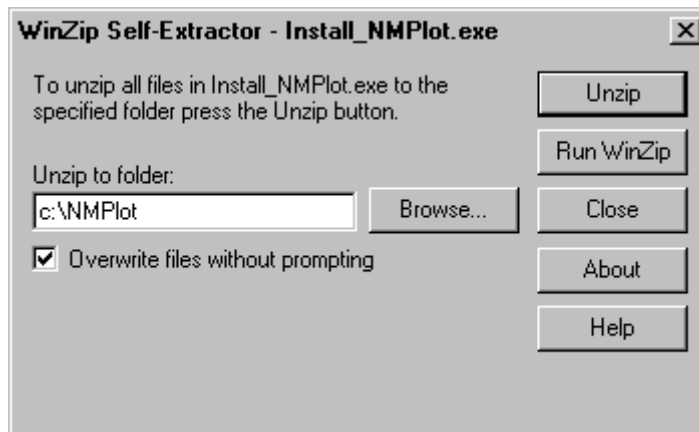 WinZip Self-Extractor - Install_NMPlot.exe
To unzip all files in Install_NMPlot.exe to the
specified folder press the Unzip button.
Unzip to folder:
c:\NMPlot
Browse...
Overwrite files without prompting
Unzip
Run WinZip
Close
About
Help